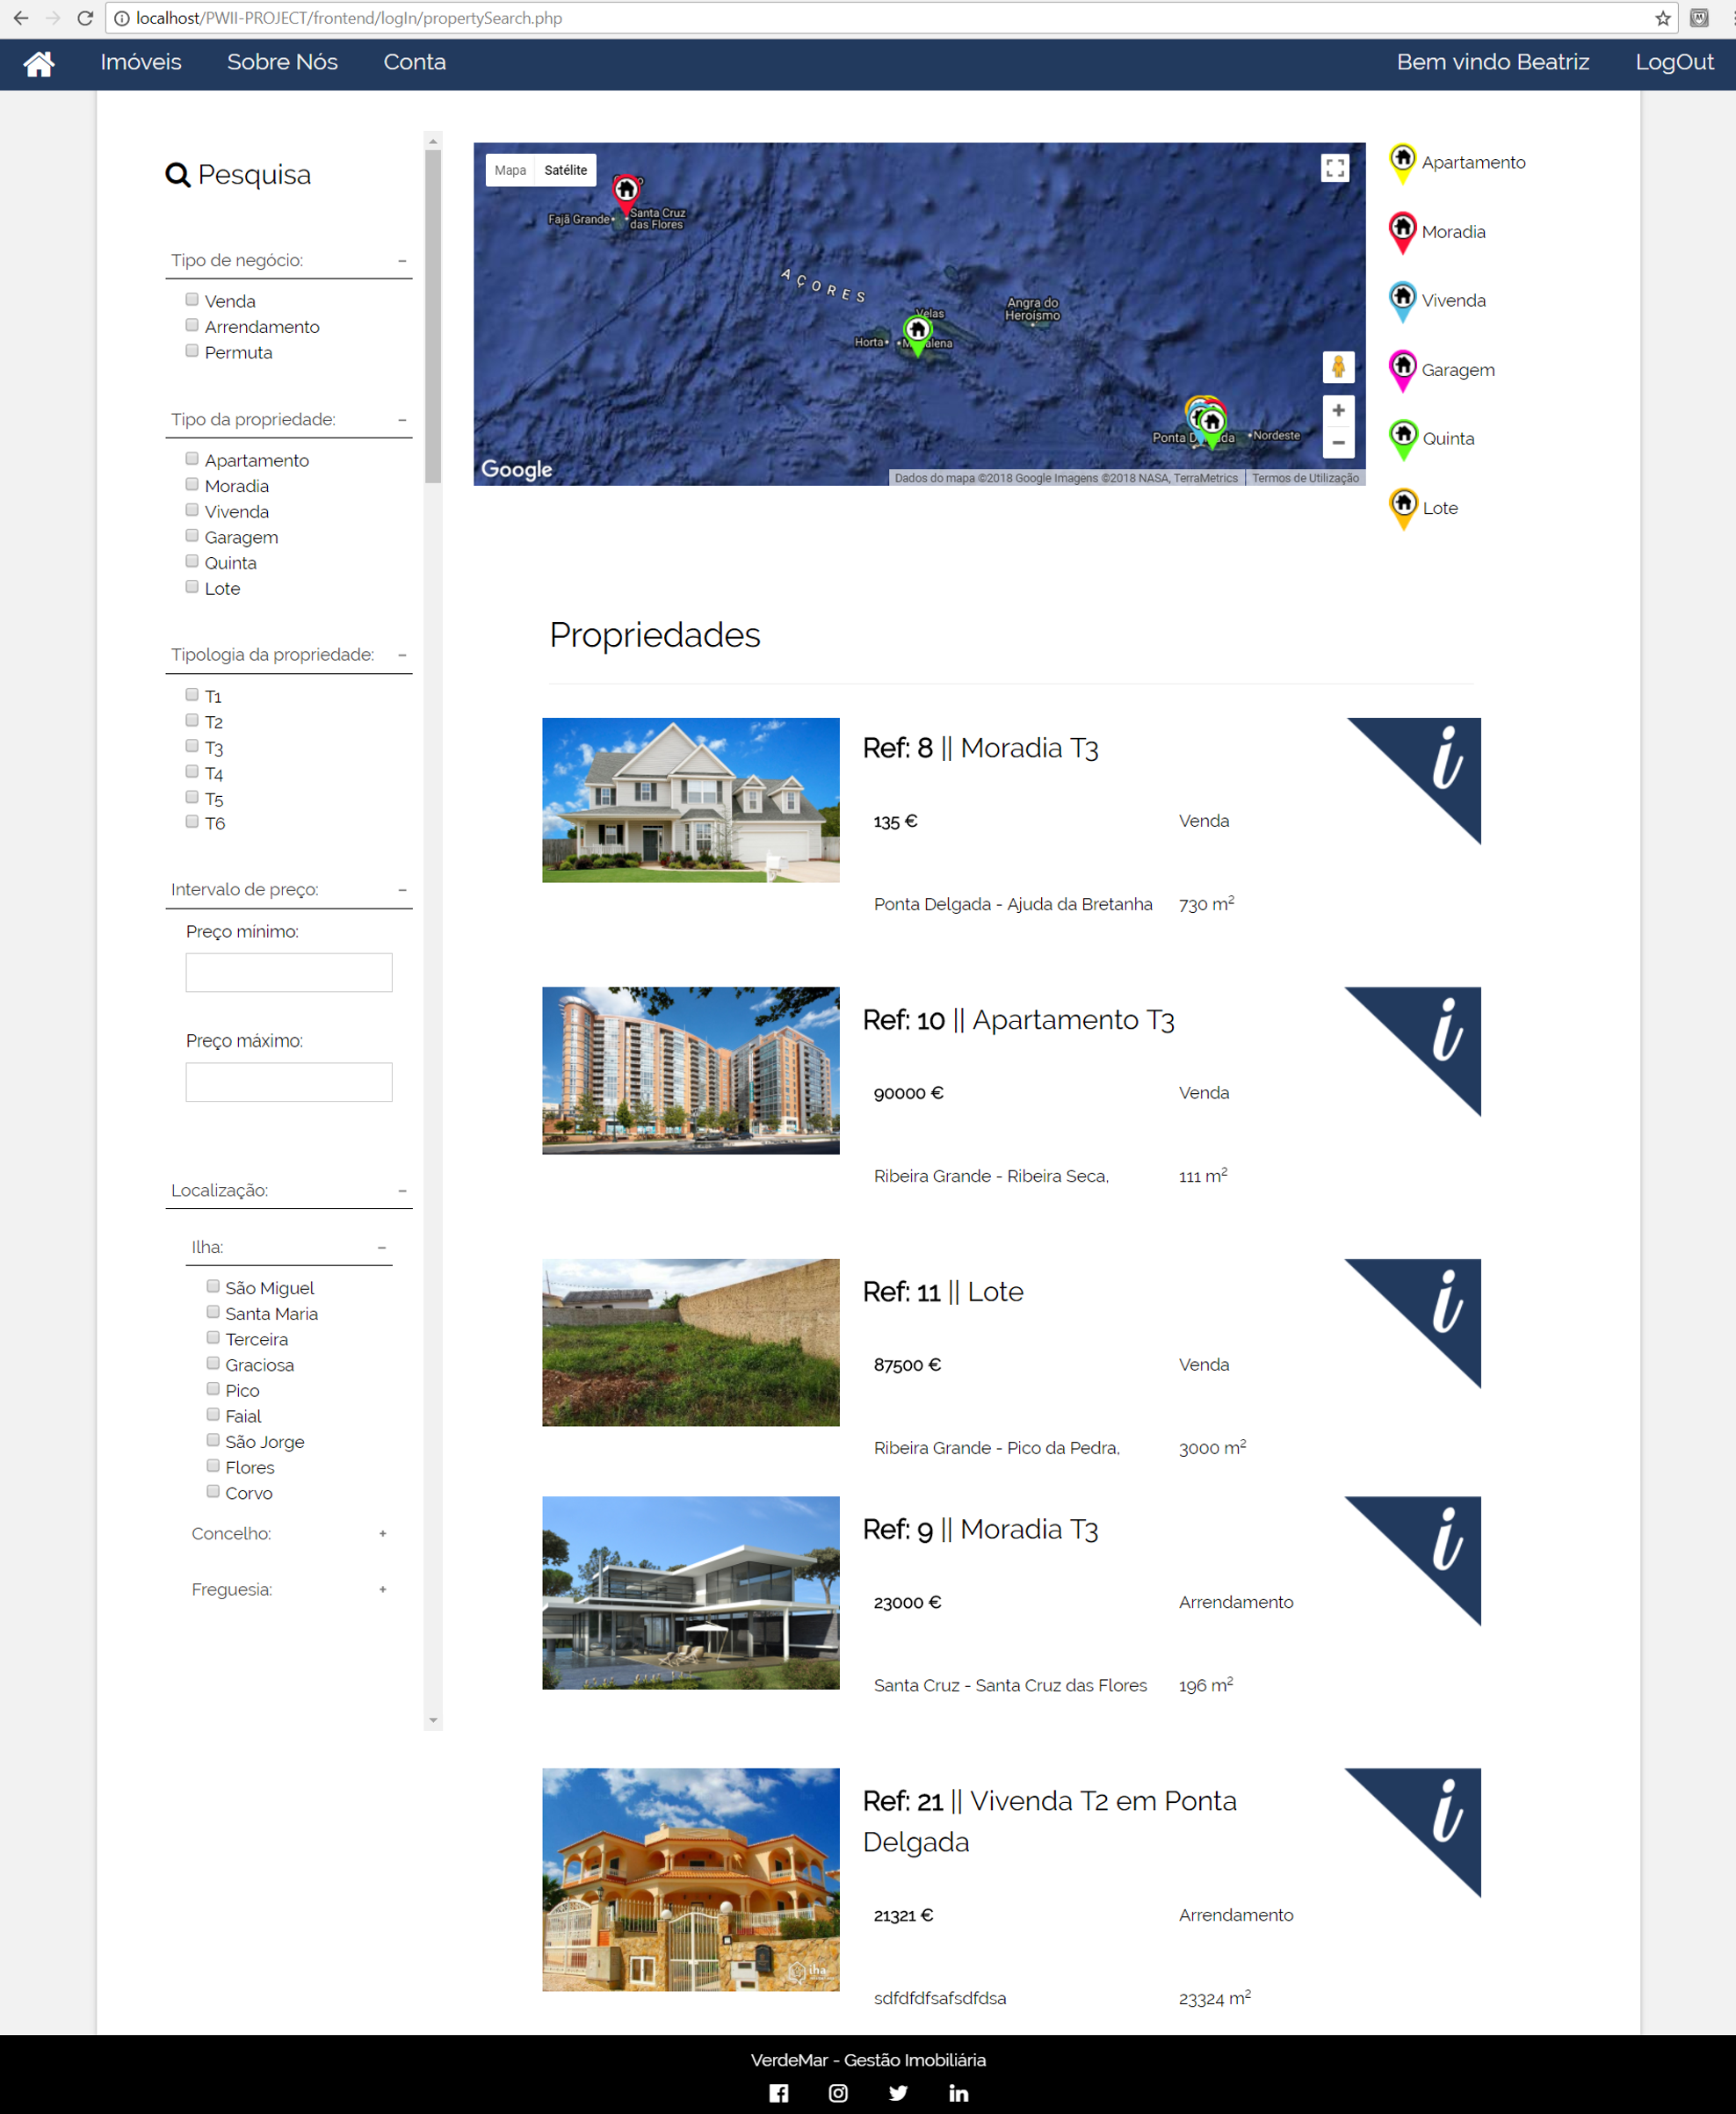 localhost/PWII-PROJECT/frontend/logIn/propertySearch.php
Imóveis Sobre Nós Conta Bem vindo Beatriz LogOut
Pesquisa
Tipo de negócio: −
Venda
Arrendamento
Permuta
Tipo da propriedade: −
Apartamento
Moradia
Vivenda
Garagem
Quinta
Lote
Tipologia da propriedade: −
T1
T2
T3
T4
T5
T6
Intervalo de preço: −
Preço mínimo:
Preço máximo:
Localização: −
Ilha: −
São Miguel
Santa Maria
Terceira
Graciosa
Pico
Faial
São Jorge
Flores
Corvo
Concelho: +
Freguesia: +
Mapa Satélite
Fajã Grande
Santa Cruz
das Flores
AÇORES
Velas
Angra do
Heroísmo
Horta
Ponta
Nordeste
+
−
Google
Dados do mapa ©2018 Google Imagens ©2018 NASA, TerraMetrics Termos de Utilização
Apartamento
Moradia
Vivenda
Garagem
Quinta
Lote
Propriedades
Ref: 8 || Moradia T3
i
135 € Venda
Ponta Delgada - Ajuda da Bretanha 730 m²
Ref: 10 || Apartamento T3
i
90000 € Venda
Ribeira Grande - Ribeira Seca, 111 m²
Ref: 11 || Lote
i
87500 € Venda
Ribeira Grande - Pico da Pedra, 3000 m²
Ref: 9 || Moradia T3
i
23000 € Arrendamento
Santa Cruz - Santa Cruz das Flores 196 m²
Ref: 21 || Vivenda T2 em Ponta
Delgada
i
21321 € Arrendamento
iha
sdfdfdfsafsdfdsa 23324 m²
VerdeMar - Gestão Imobiliária